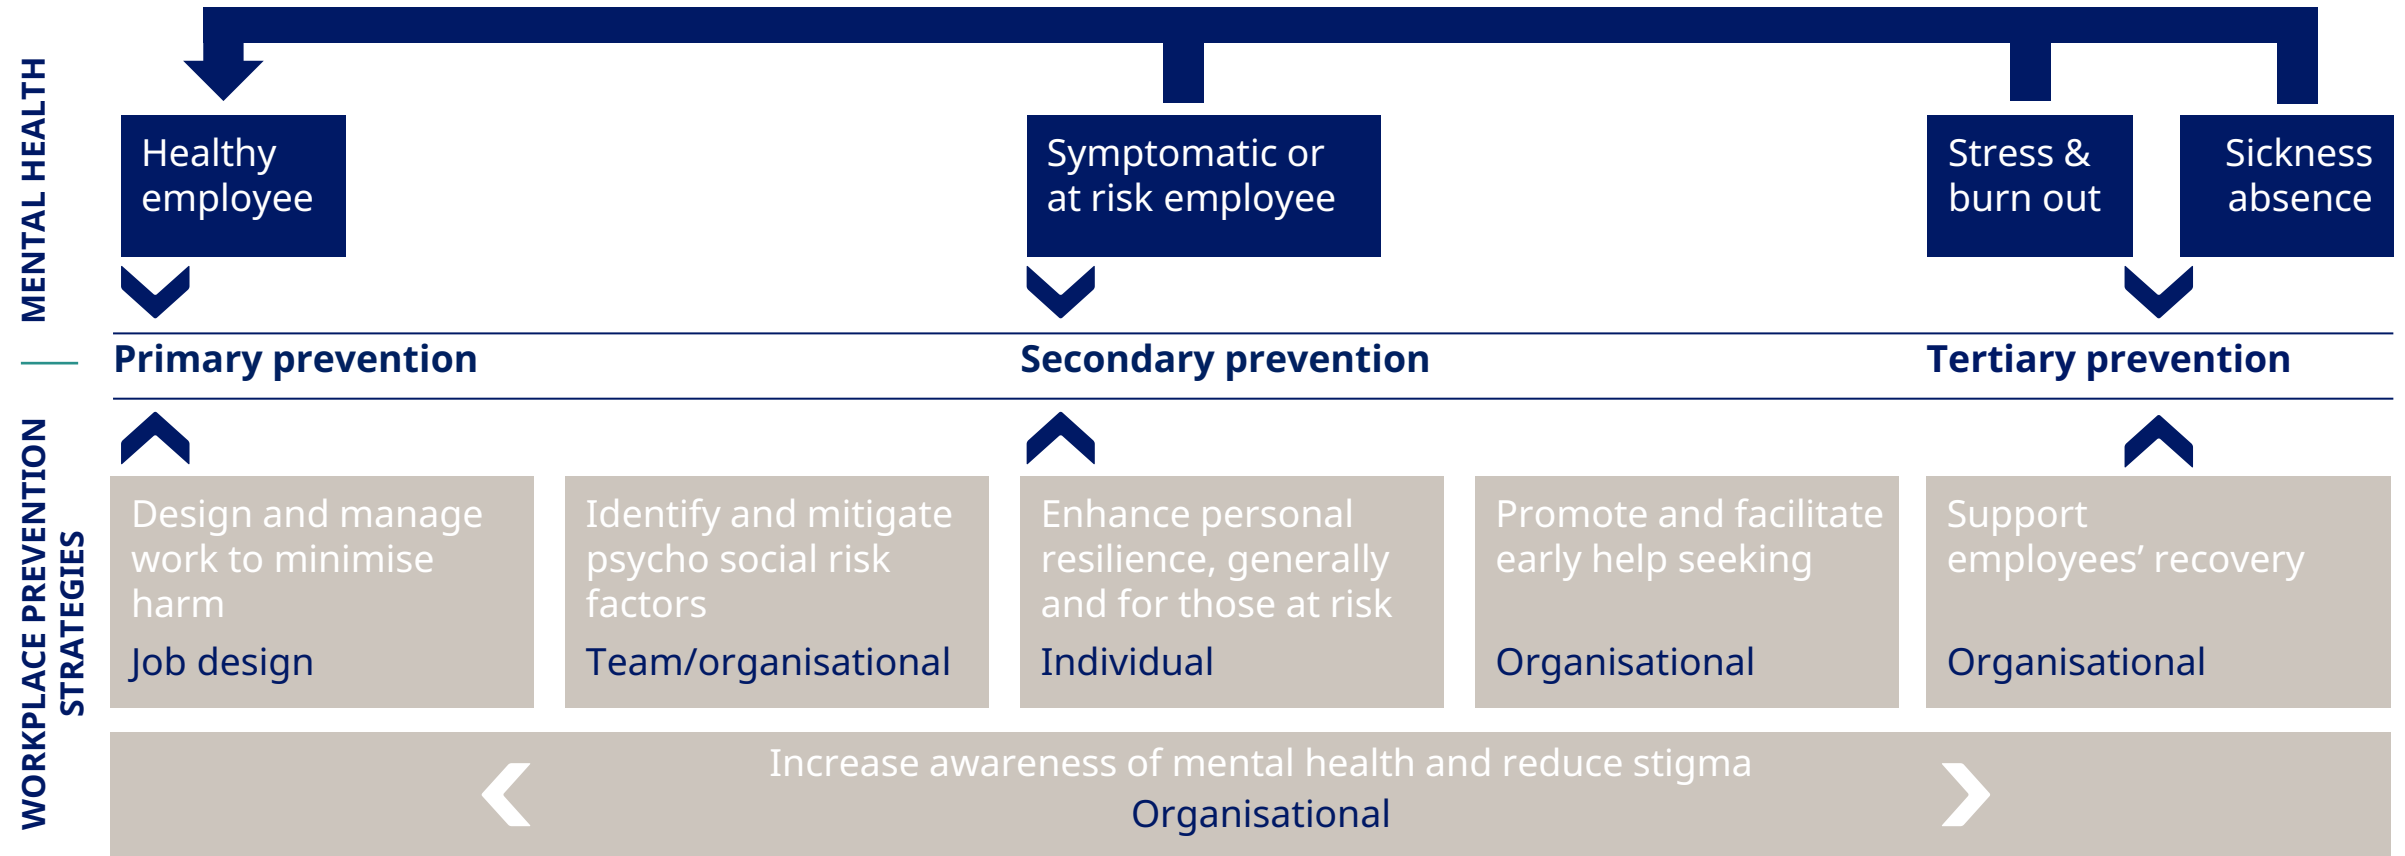 MENTAL HEALTH
Healthy
employee
Symptomatic or
at risk employee
Stress &
burn out
Sickness
absence
Primary prevention
Secondary prevention
Tertiary prevention
WORKPLACE PREVENTION
STRATEGIES
Design and manage
work to minimise
harm
Job design
Identify and mitigate
psycho social risk
factors
Team/organisational
Enhance personal
resilience, generally
and for those at risk
Individual
Promote and facilitate
early help seeking
Organisational
Support
employees’ recovery
Organisational
Increase awareness of mental health and reduce stigma
Organisational